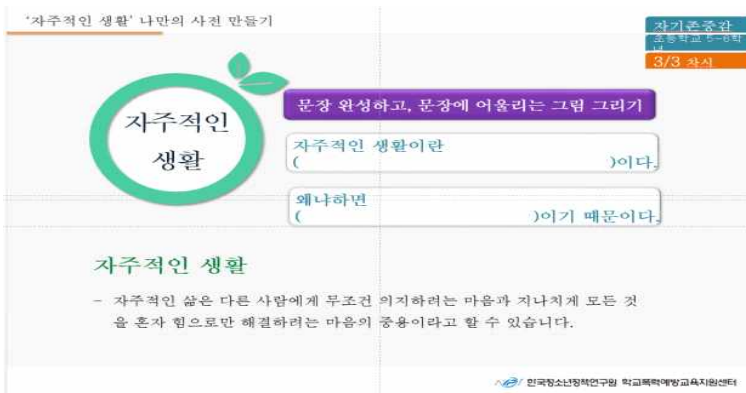 '자주적인 생활' 나만의 사전 만들기
자기존중감
초등학교 5-6학
년
3/3 차시
자주적인
생활
문장 완성하고, 문장에 어울리는 그림 그리기
자주적인 생활이란
( )이다.
왜냐하면
( )이기 때문이다.
자주적인 생활
- 자주적인 삶은 다른 사람에게 무조건 의지하려는 마음과 지나치게 모든 것
을 혼자 힘으로만 해결하려는 마음의 중용이라고 할 수 있습니다.
한국청소년정책연구원 학교폭력예방교육지원센터